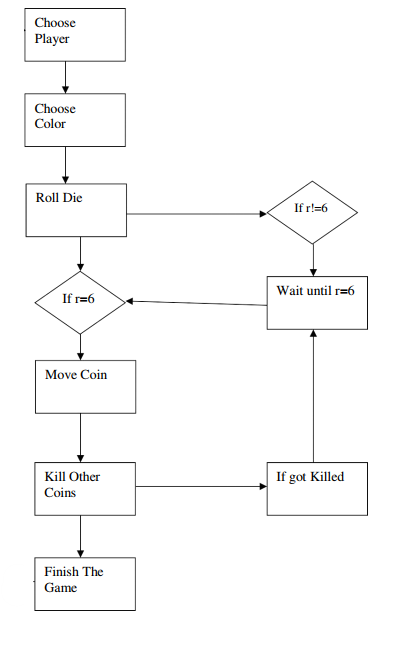 Choose
Player
Choose
Color
Roll Die
If r!=6
If r=6
Wait until r=6
Move Coin
Kill Other
Coins
If got Killed
Finish The
Game